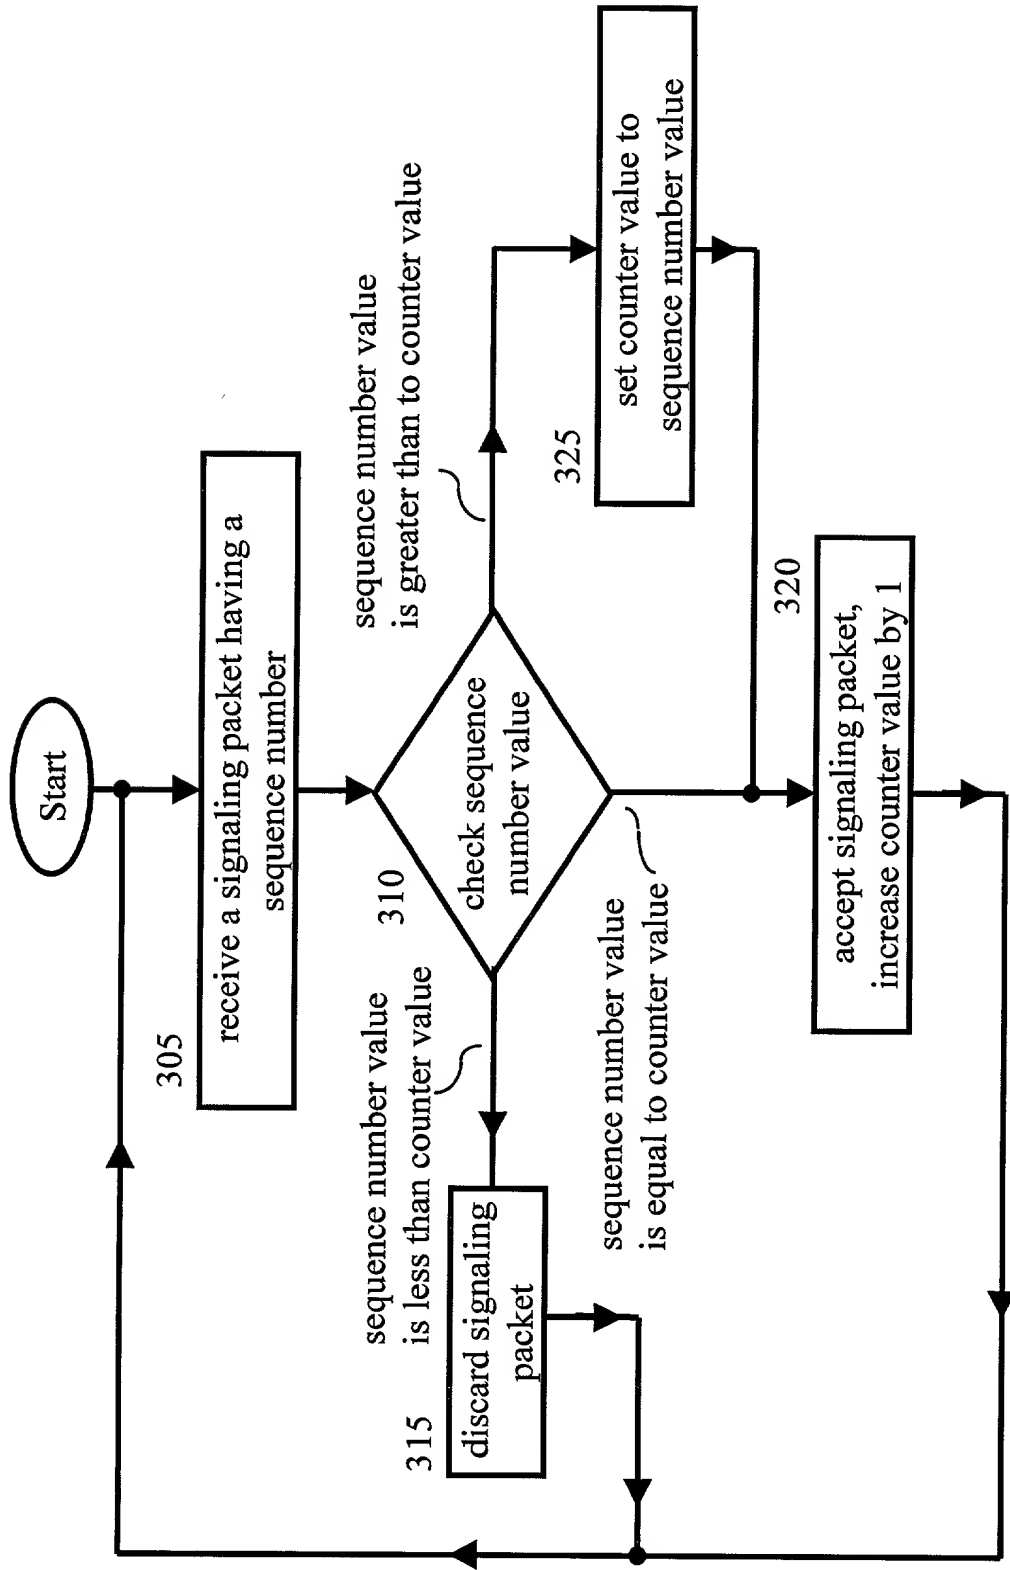 Start
305
receive a signaling packet having a
sequence number
310
check sequence
number value
sequence number value
is less than counter value
315
discard signaling
packet
sequence number value
is equal to counter value
sequence number value
is greater than to counter value
325
set counter value to
sequence number value
320
accept signaling packet,
increase counter value by 1